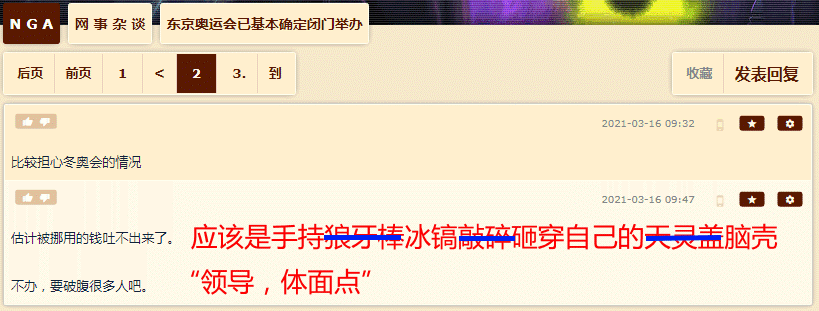 NGA 网事杂谈 东京奥运会已基本确定闭门举办
后页 前页 1 < 2 3. 到 收藏 发表回复
2021-03-16 09:32
比较担心冬奥会的情况
2021-03-16 09:47
估计被挪用的钱吐不出来了。 应该是手持狼牙棒冰镐敲碎砸穿自己的天灵盖脑壳
不办，要破腹很多人吧。 “领导，体面点”